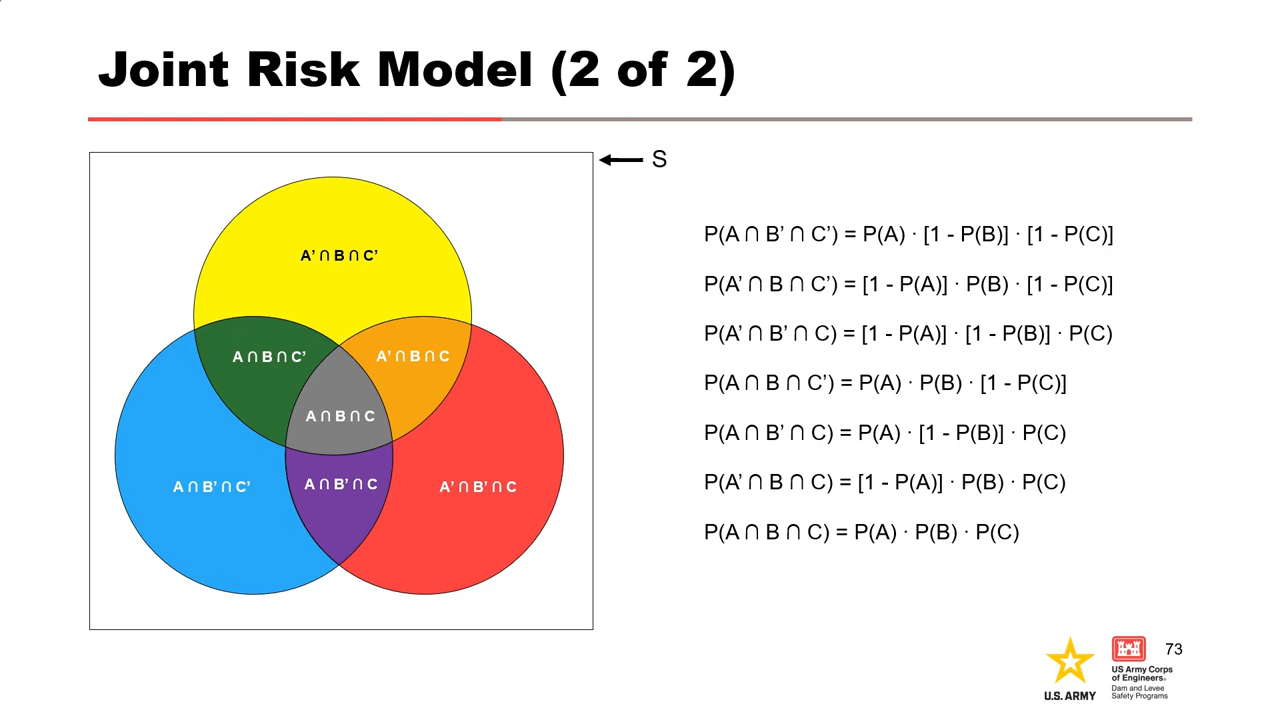 Joint Risk Model (2 of 2)
S
A’ ∩ B ∩ C’
A ∩ B ∩ C’
A’ ∩ B ∩ C
A ∩ B ∩ C
A ∩ B’ ∩ C’
A ∩ B’ ∩ C
A’ ∩ B’ ∩ C
P(A ∩ B’ ∩ C’) = P(A) · [1 - P(B)] · [1 - P(C)]
P(A’ ∩ B ∩ C’) = [1 - P(A)] · P(B) · [1 - P(C)]
P(A’ ∩ B’ ∩ C) = [1 - P(A)] · [1 - P(B)] · P(C)
P(A ∩ B ∩ C’) = P(A) · P(B) · [1 - P(C)]
P(A ∩ B’ ∩ C) = P(A) · [1 - P(B)] · P(C)
P(A’ ∩ B ∩ C) = [1 - P(A)] · P(B) · P(C)
P(A ∩ B ∩ C) = P(A) · P(B) · P(C)
U.S. ARMY
US Army Corps
of Engineers®
Dam and Levee
Safety Programs
73